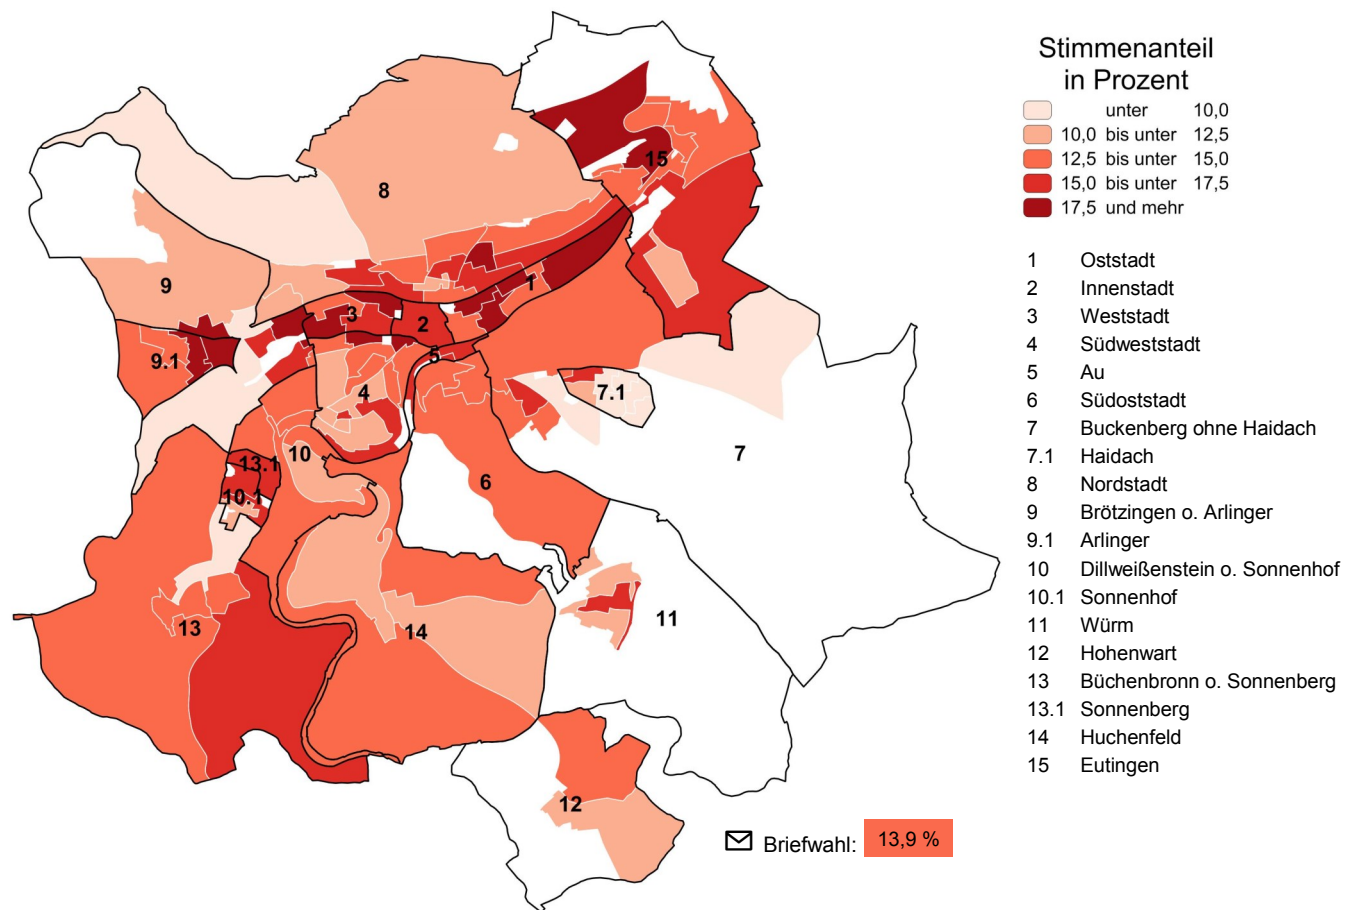 Stimmenanteil
in Prozent
unter 10,0
10,0 bis unter 12,5
12,5 bis unter 15,0
15,0 bis unter 17,5
17,5 und mehr
1 Oststadt
2 Innenstadt
3 Weststadt
4 Südweststadt
5 Au
6 Südoststadt
7 Buckenberg ohne Haidach
7.1 Haidach
8 Nordstadt
9 Brötzingen o. Arlinger
9.1 Arlinger
10 Dillweißenstein o. Sonnenhof
10.1 Sonnenhof
11 Würm
12 Hohenwart
13 Büchenbronn o. Sonnenberg
13.1 Sonnenberg
14 Huchenfeld
15 Eutingen
15
8
9
1
3
2
5
9.1
4
7.1
10
7
13.1
6
10.1
11
13
14
12
Briefwahl: 13,9 %